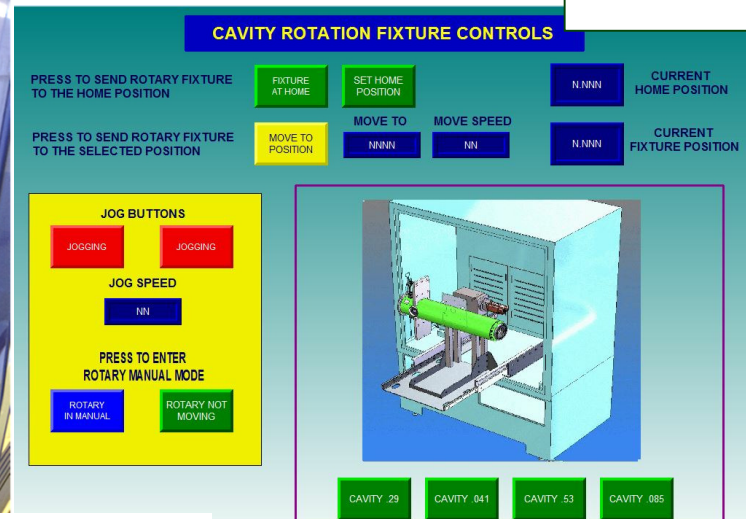 CAVITY ROTATION FIXTURE CONTROLS
PRESS TO SEND ROTARY FIXTURE
TO THE HOME POSITION
FIXTURE
AT HOME
SET HOME
POSITION
N.NNN
CURRENT
HOME POSITION
PRESS TO SEND ROTARY FIXTURE
TO THE SELECTED POSITION
MOVE TO
POSITION
MOVE TO
NNNN
MOVE SPEED
NN
N.NNN
CURRENT
FIXTURE POSITION
JOG BUTTONS
JOGGING
JOGGING
JOG SPEED
NN
PRESS TO ENTER
ROTARY MANUAL MODE
ROTARY
IN MANUAL
ROTARY NOT
MOVING
CAVITY .29
CAVITY .041
CAVITY .53
CAVITY .085